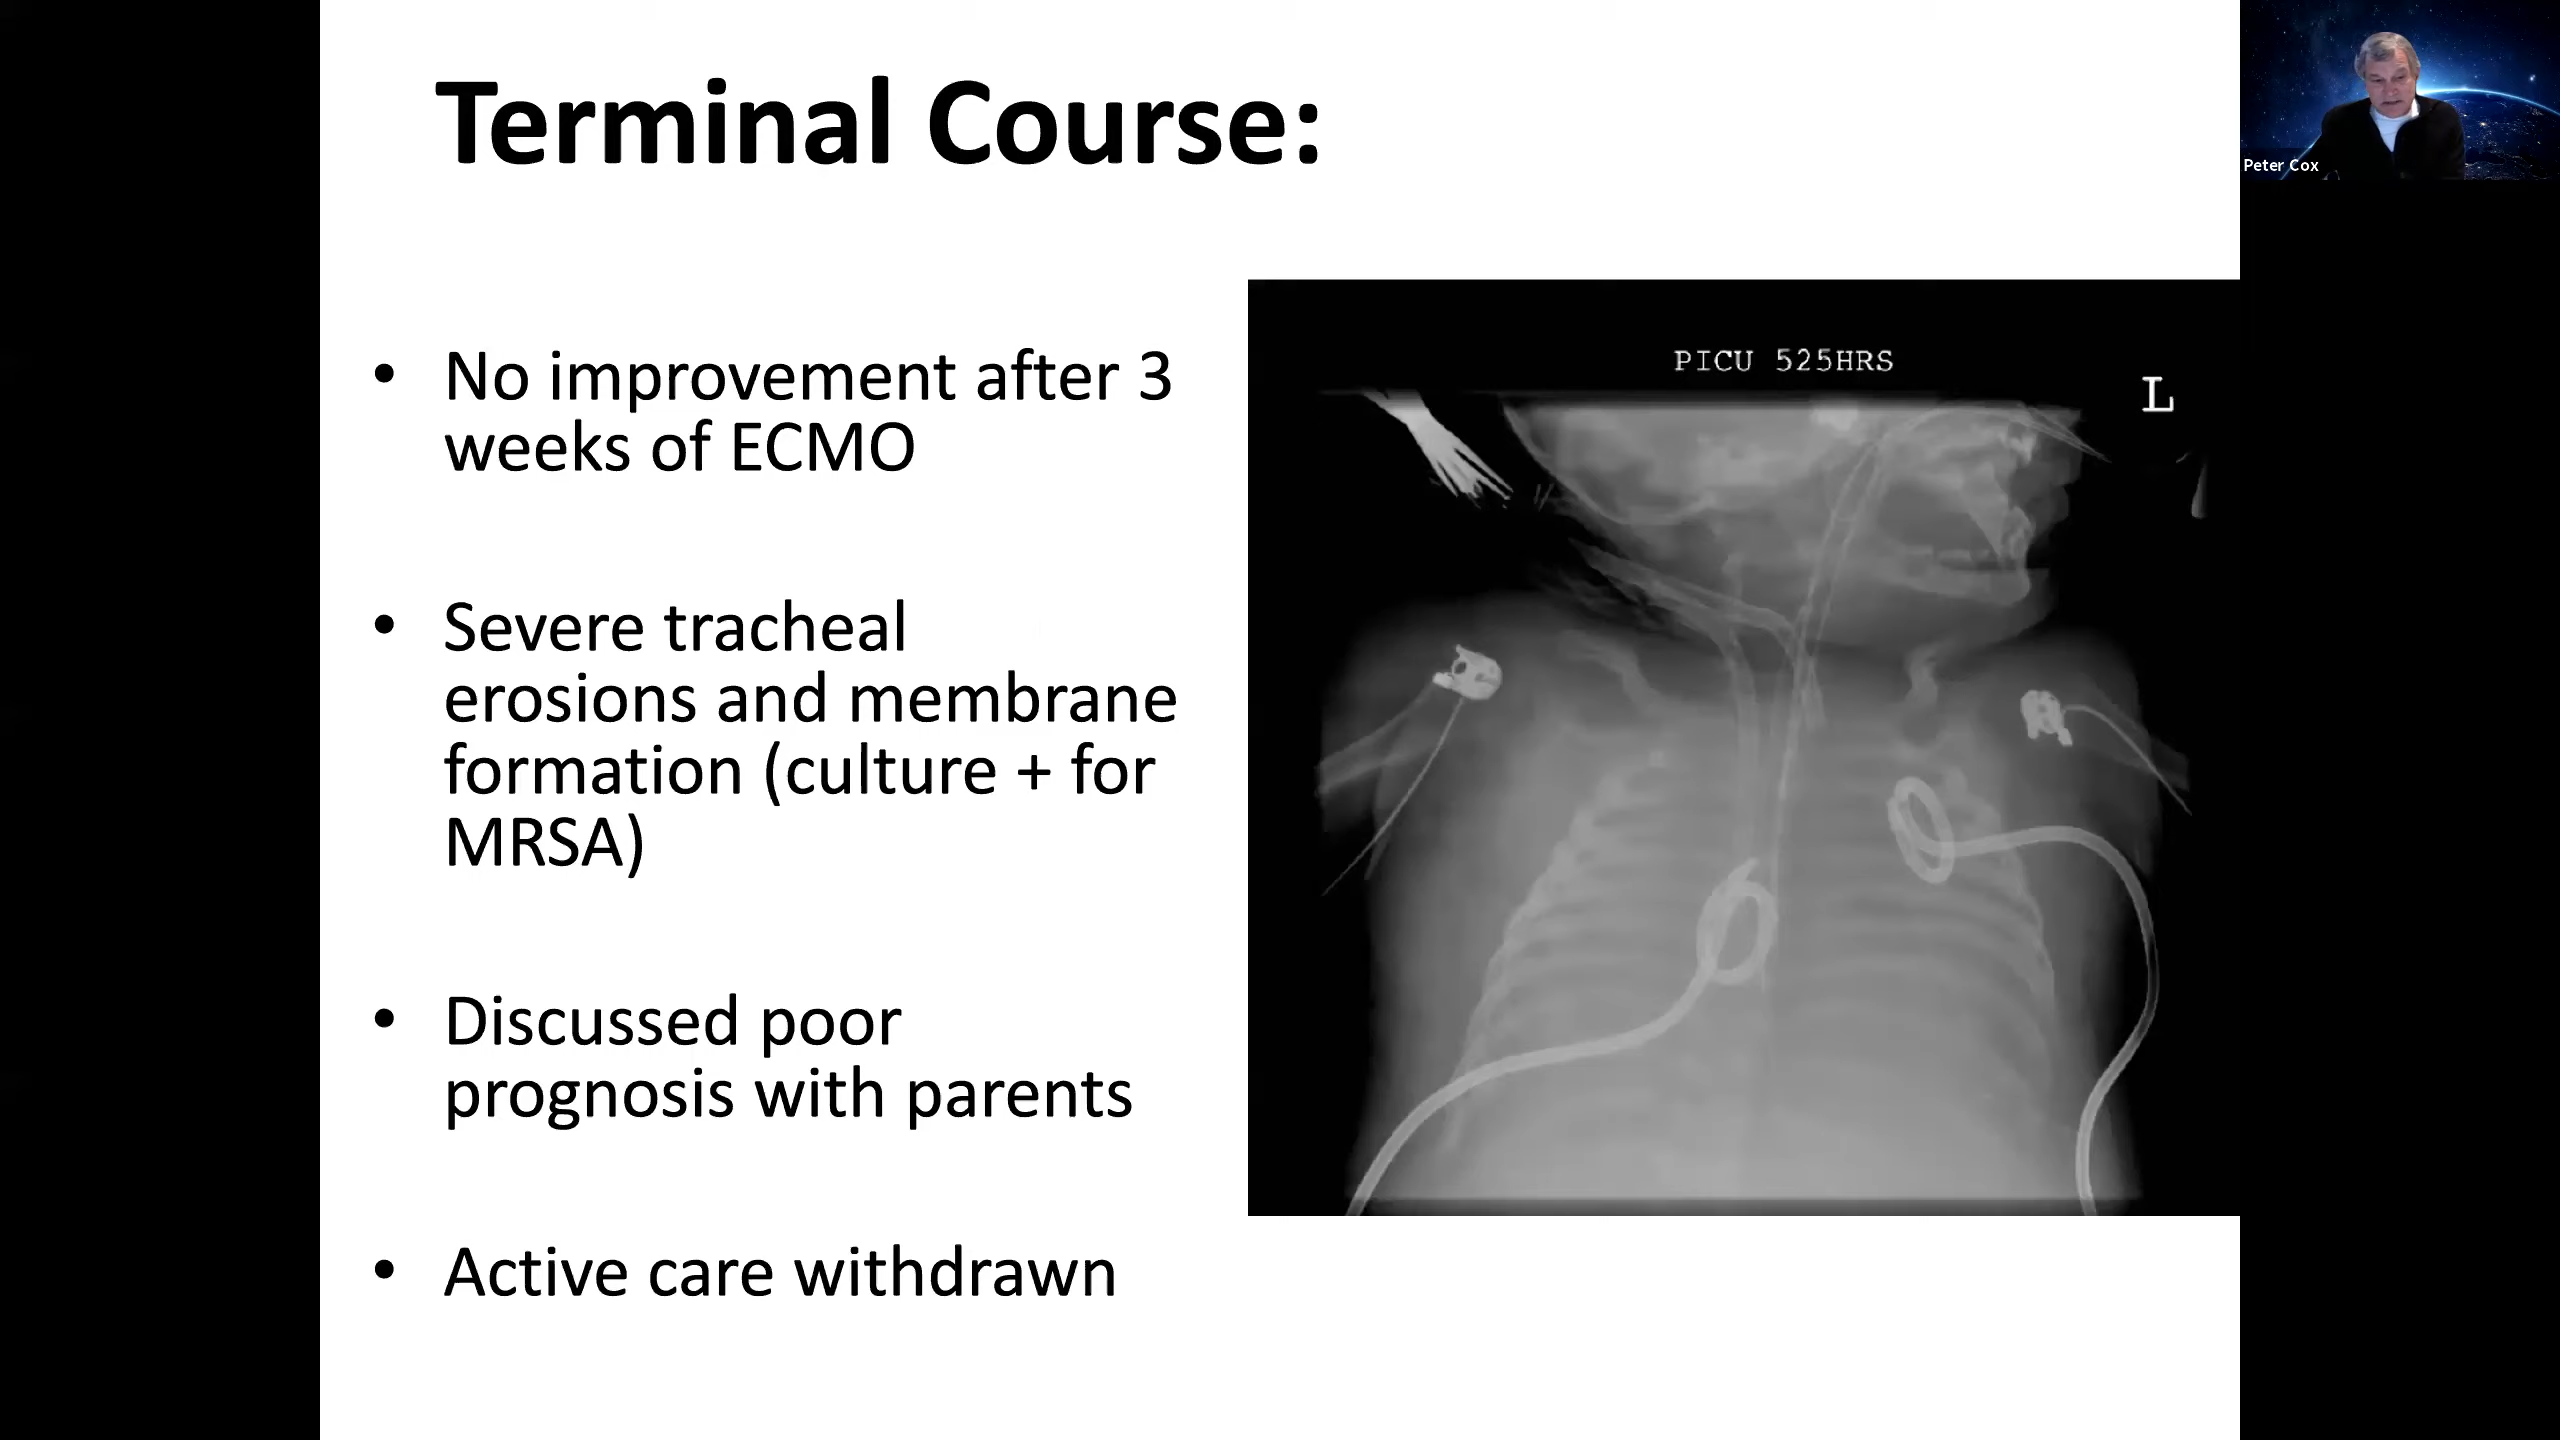 Terminal Course:
• No improvement after 3
weeks of ECMO
• Severe tracheal
erosions and membrane
formation (culture + for
MRSA)
• Discussed poor
prognosis with parents
• Active care withdrawn
PICU 525HRS
L
Peter Cox